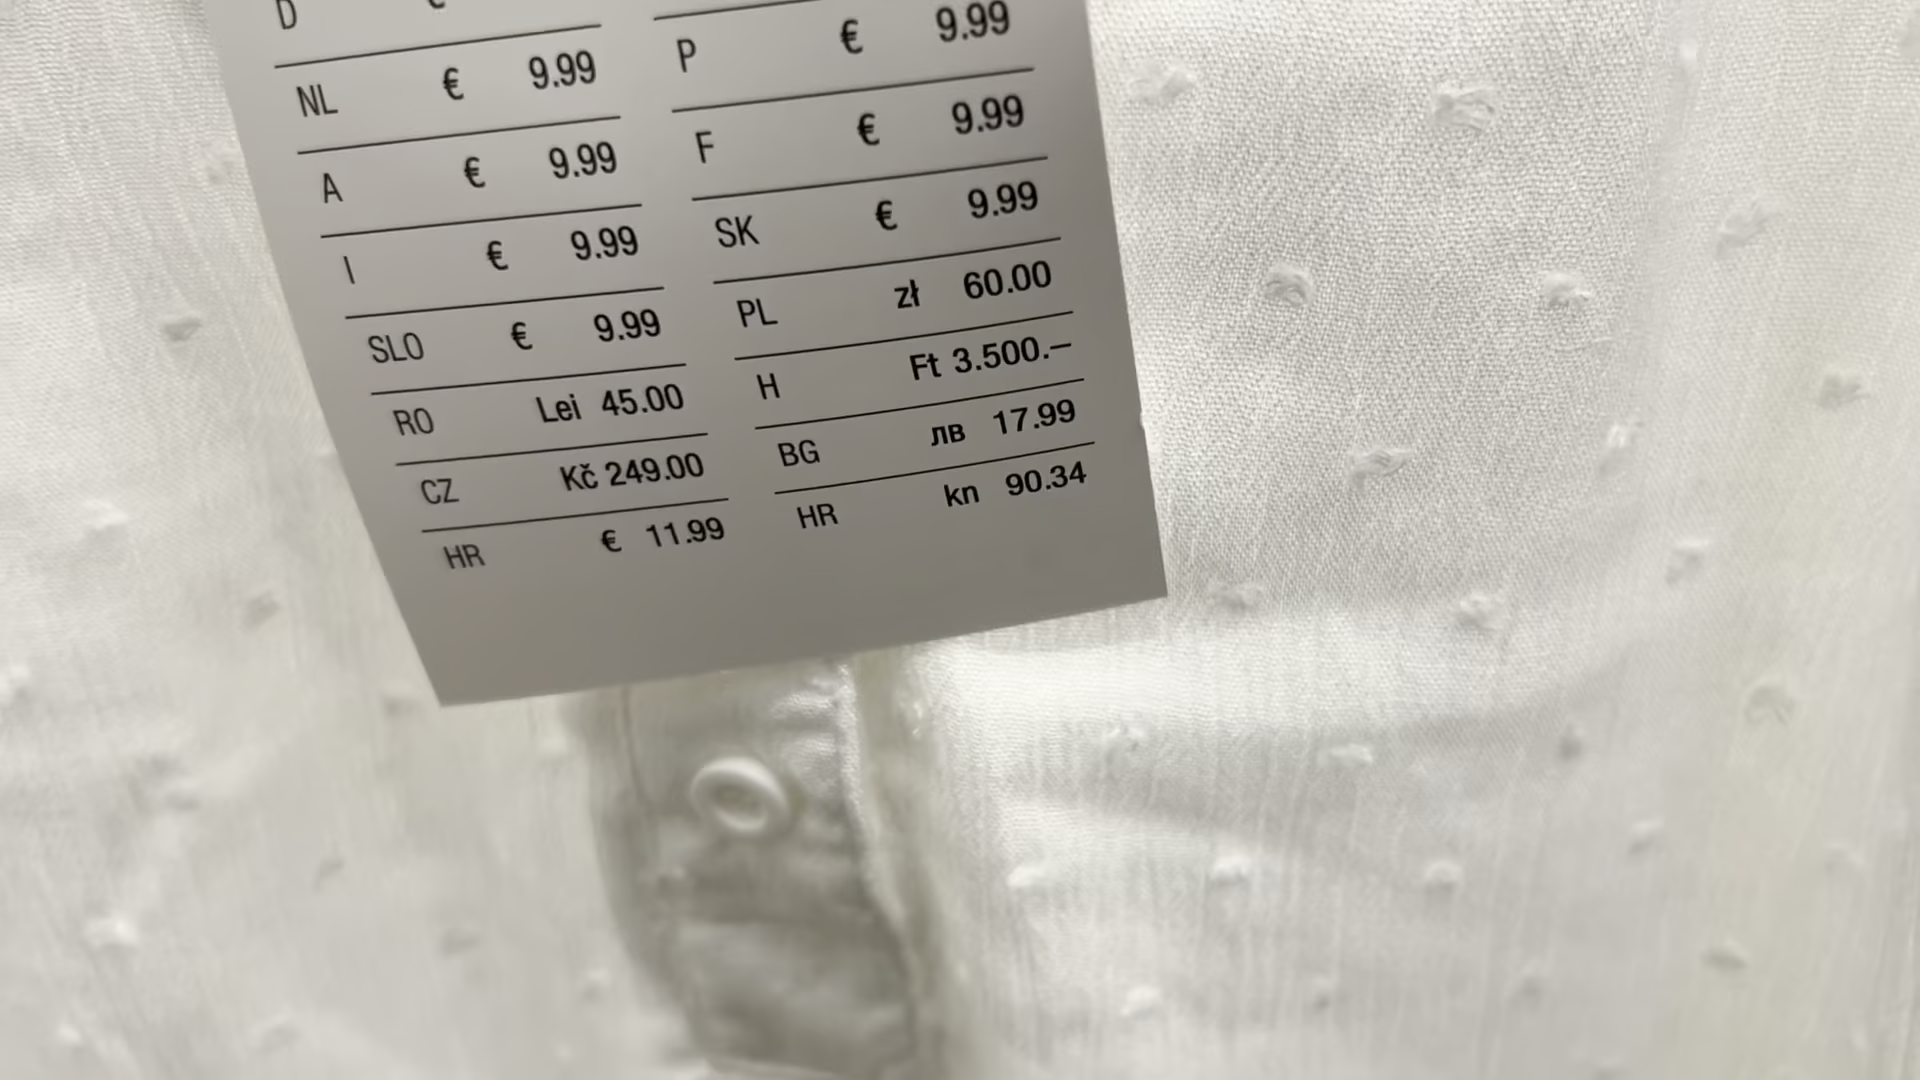 D €
NL € 9.99
A € 9.99
I € 9.99
SLO € 9.99
RO Lei 45.00
CZ Kč 249.00
HR € 11.99
P € 9.99
F € 9.99
SK € 9.99
PL zł 60.00
H Ft 3.500.–
BG лв 17.99
HR kn 90.34